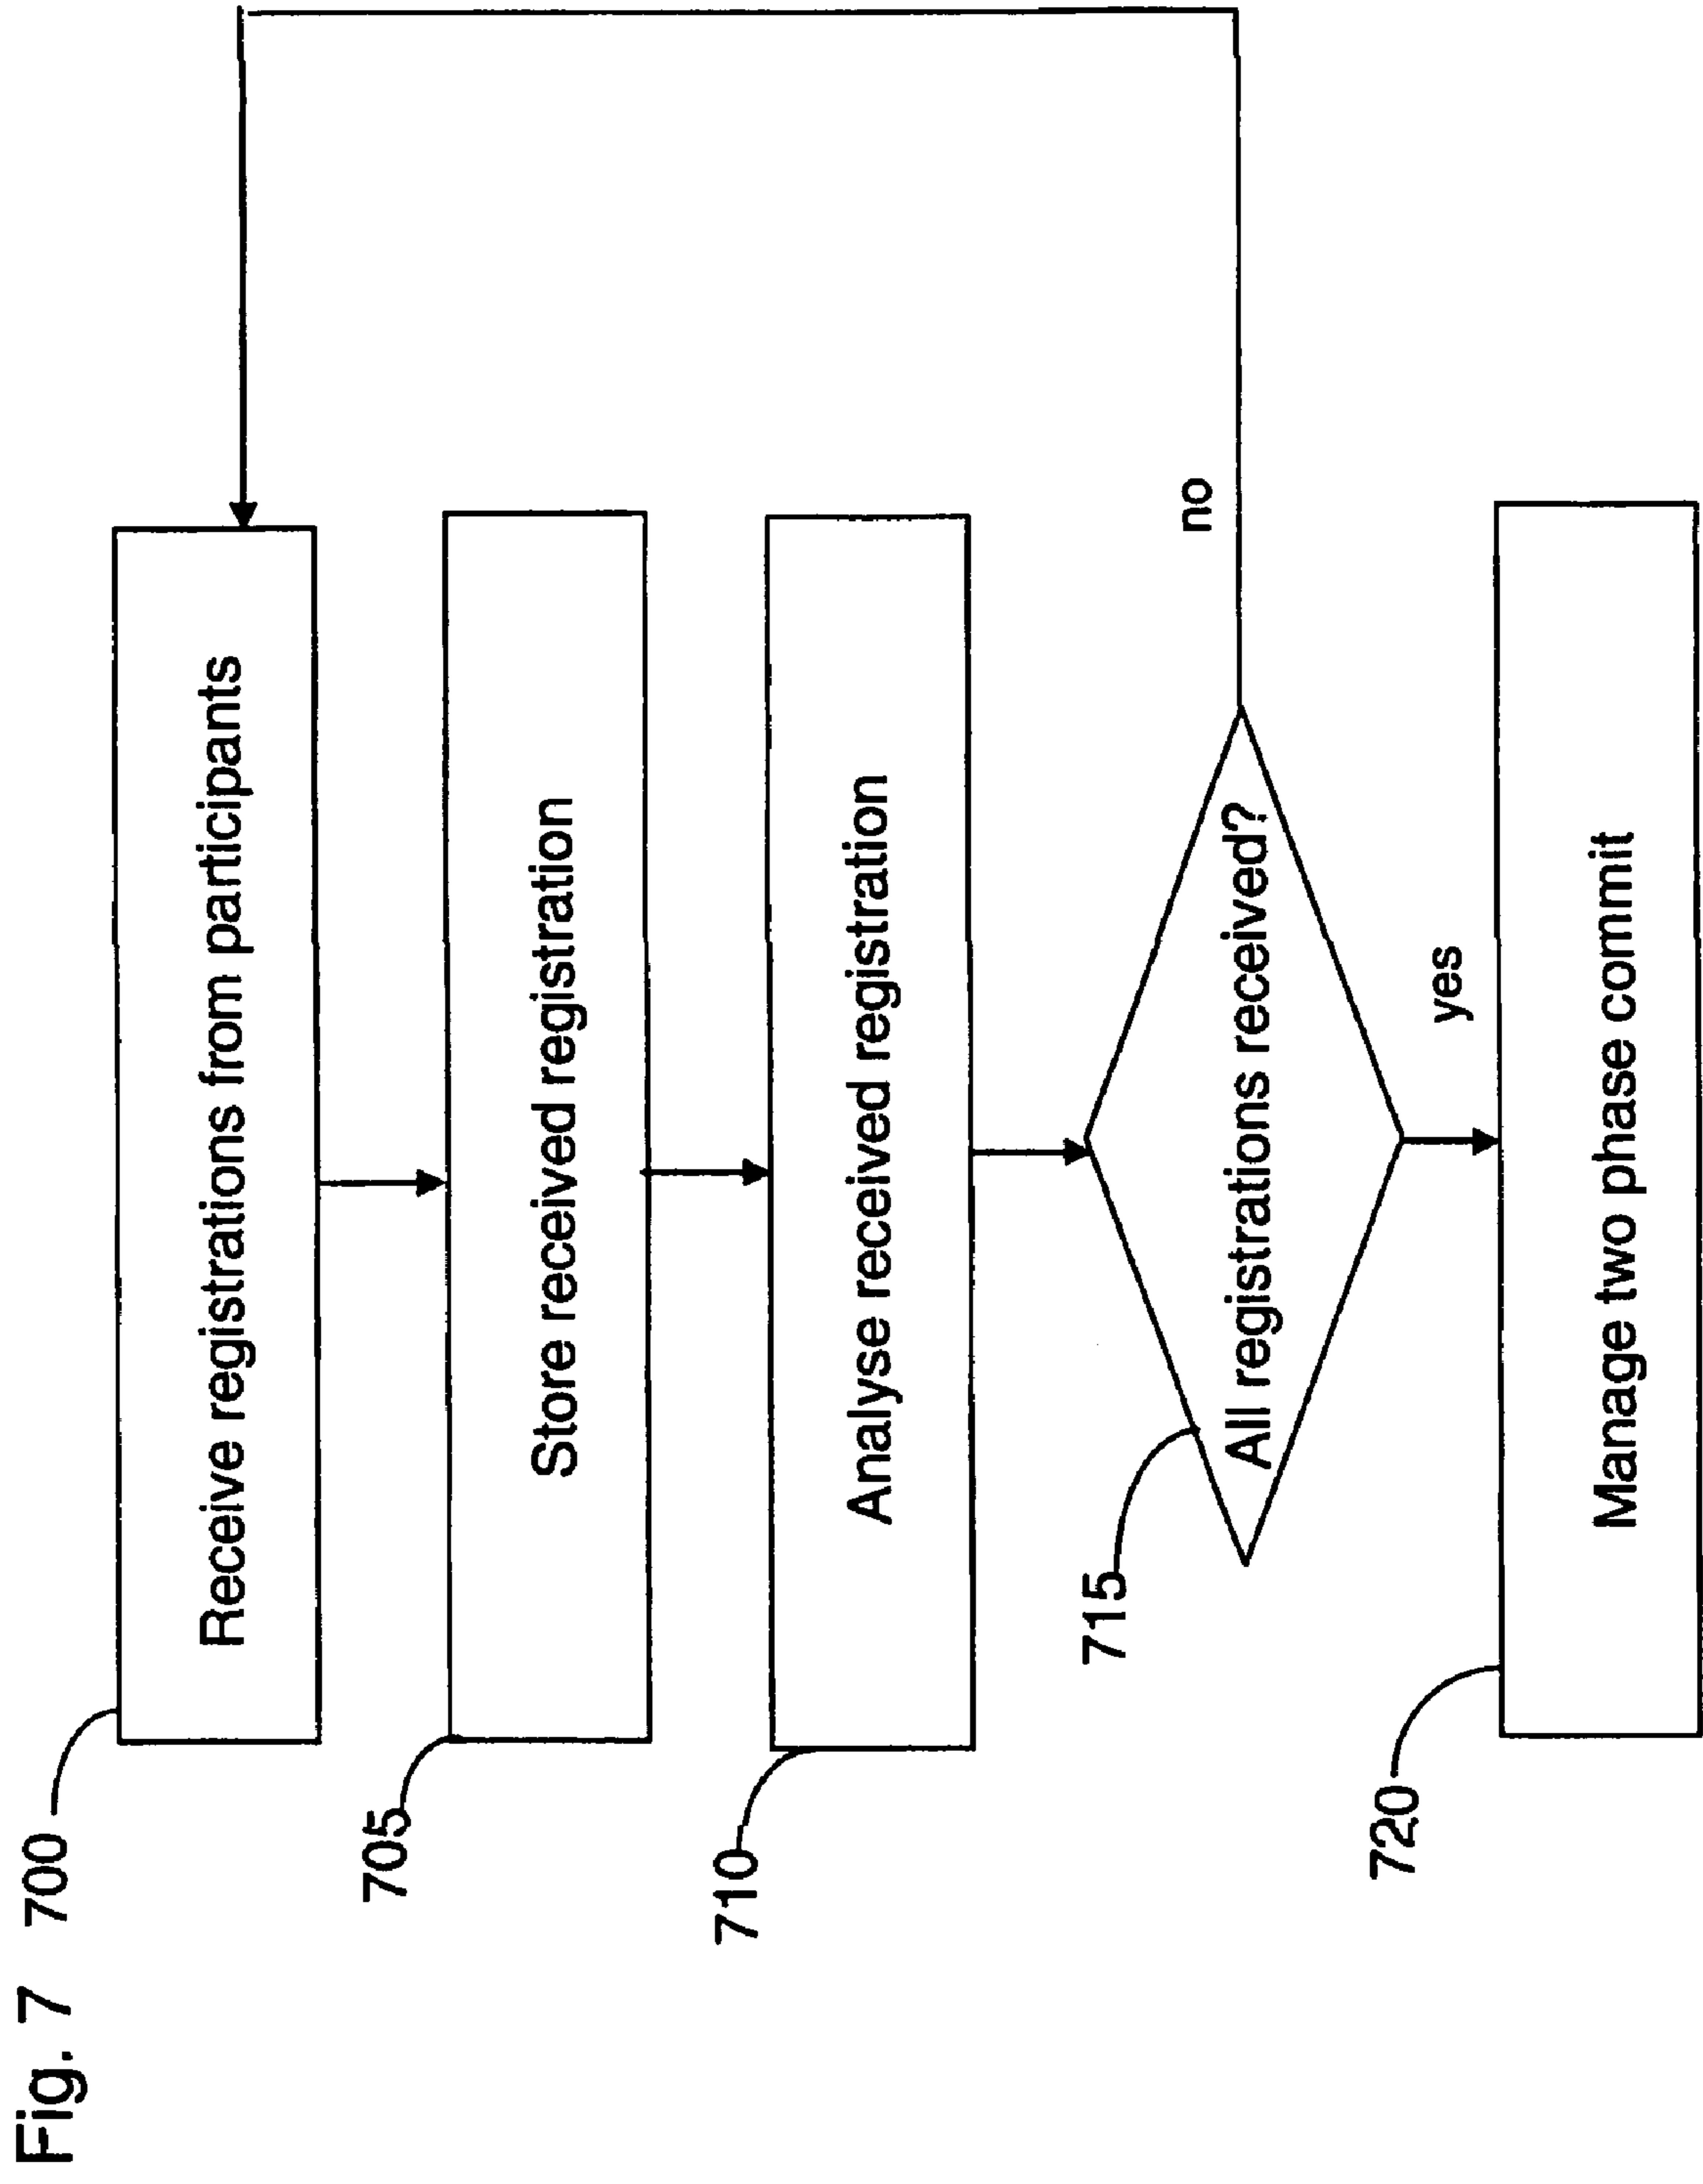 Fig. 7
700
Receive registrations from participants
705
Store received registration
710
Analyse received registration
715
All registrations received?
no
yes
720
Manage two phase commit